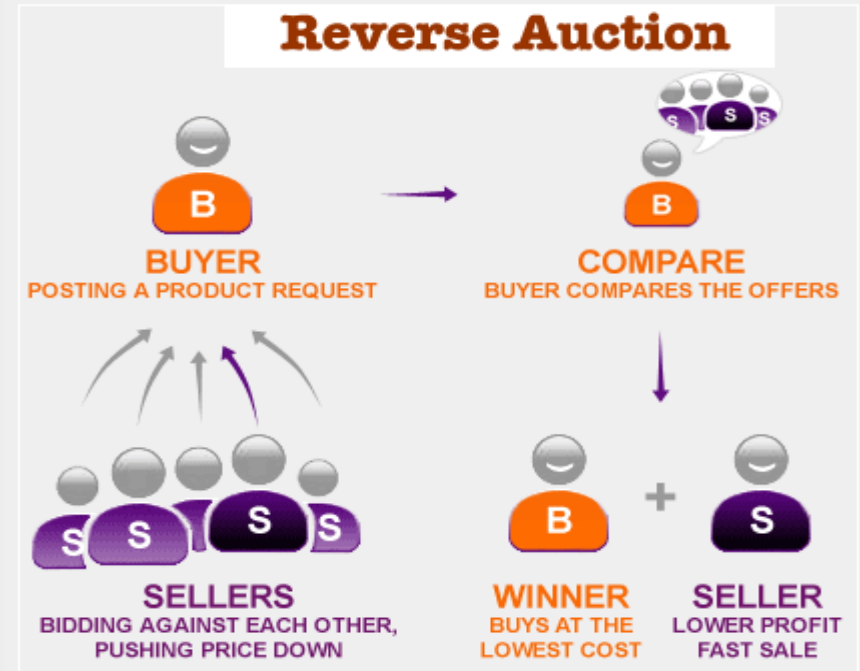 Reverse Auction
S S S
B
B
BUYER
POSTING A PRODUCT REQUEST
COMPARE
BUYER COMPARES THE OFFERS
S S S S
B
S
SELLERS
BIDDING AGAINST EACH OTHER,
PUSHING PRICE DOWN
WINNER
BUYS AT THE
LOWEST COST
SELLER
LOWER PROFIT
FAST SALE